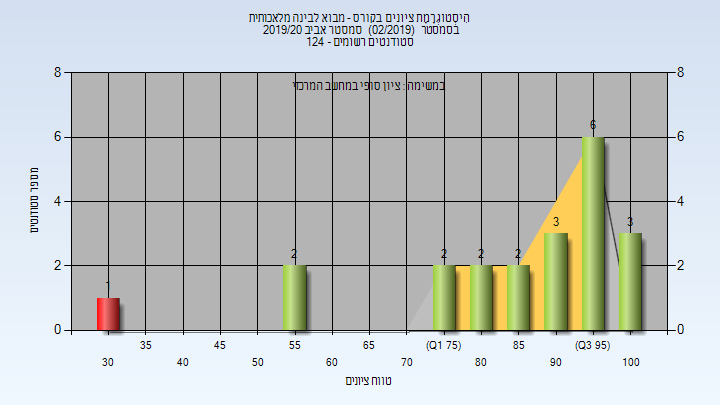 היסטוגרמת ציונים בקורס - מבוא לבינה מלאכותית
בסמסטר (02/2019) סמסטר אביב 2019/20
סטודנטים רשומים - 124
במשימה : ציון סופי במחשב המרכזי
8 8
6 6
4 4
2 2
0 0
1 2 2 2 2 3 6 3
מספר סטודנטים
35 45 55 65 (Q1 75) 85 (Q3 95)
30 40 50 60 70 80 90 100
טווח ציונים